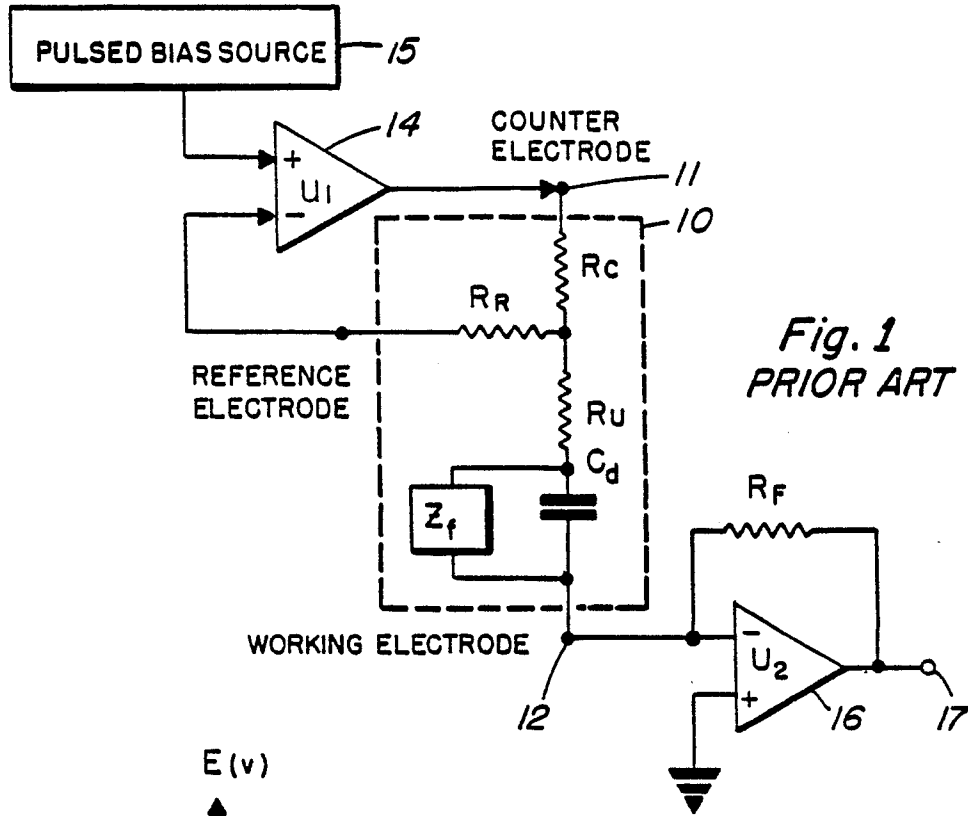 PULSED BIAS SOURCE
15
14
COUNTER
ELECTRODE
+
U1
−
11
10
Rc
RR
Fig. 1
PRIOR ART
REFERENCE
ELECTRODE
Ru
Cd
Zf
RF
WORKING ELECTRODE
−
U2
+
12
16
17
E (v)